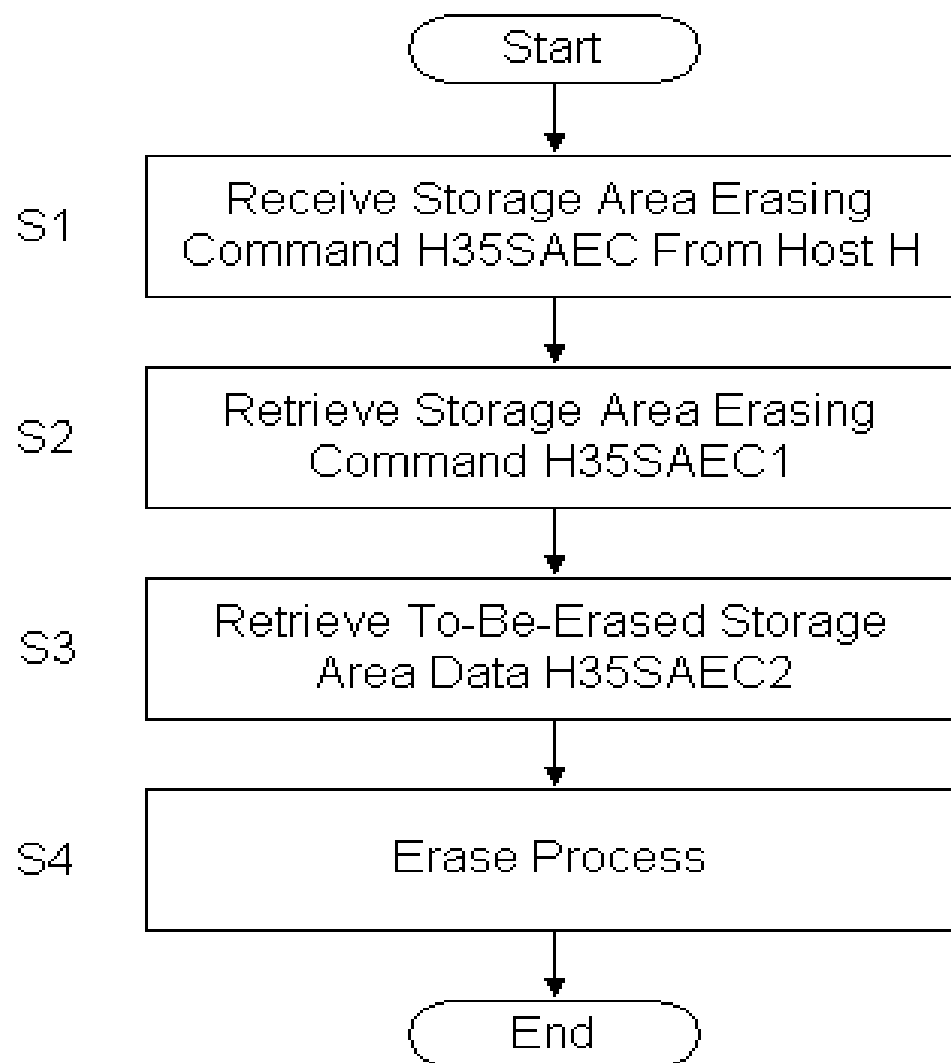 Start
S1
Receive Storage Area Erasing
Command H35SAEC From Host H
S2
Retrieve Storage Area Erasing
Command H35SAEC1
S3
Retrieve To-Be-Erased Storage
Area Data H35SAEC2
S4
Erase Process
End